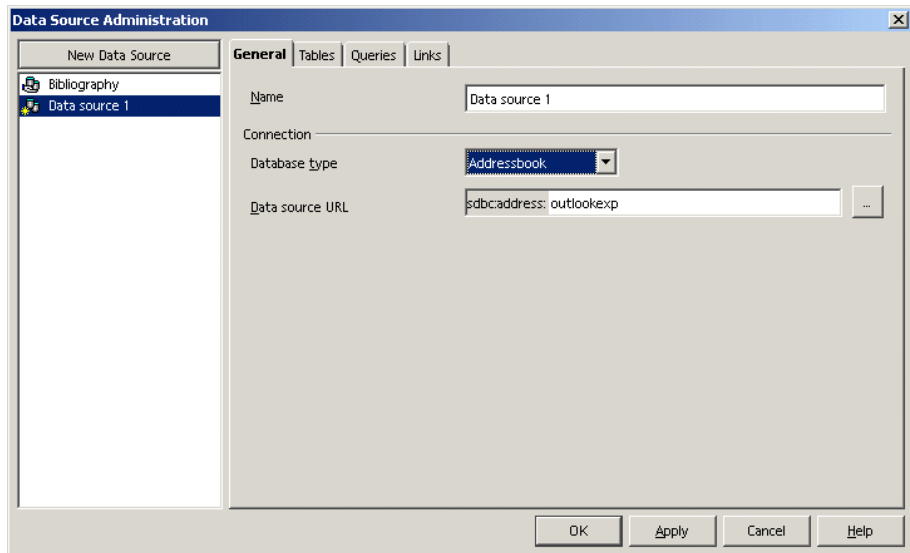 Data Source Administration
New Data Source
Bibliography
Data source 1
General Tables Queries Links
Name Data source 1
Connection
Database type Addressbook
Data source URL sdbc:address: outlookexp ...
OK Apply Cancel Help